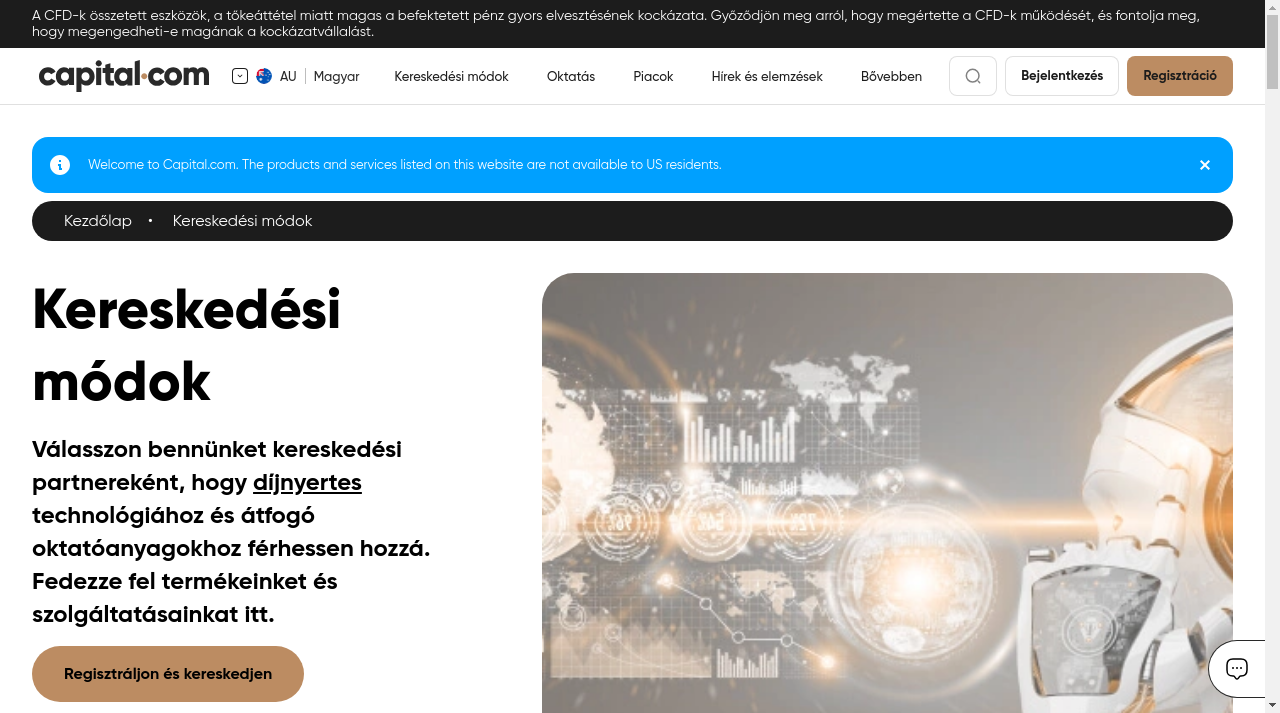 A CFD-k összetett eszközök, a tőkeáttétel miatt magas a befektetett pénz gyors elvesztésének kockázata. Győződjön meg arról, hogy megértette a CFD-k működését, és fontolja meg,
hogy megengedheti-e magának a kockázatvállalást.
capital.com
AU
Magyar
Kereskedési módok
Oktatás
Piacok
Hírek és elemzések
Bővebben
Bejelentkezés
Regisztráció
Welcome to Capital.com. The products and services listed on this website are not available to US residents.
Kezdőlap
•
Kereskedési módok
Kereskedési
módok
Válasszon bennünket kereskedési
partnereként, hogy díjnyertes
technológiához és átfogó
oktatóanyagokhoz férhessen hozzá.
Fedezze fel termékeinket és
szolgáltatásainkat itt.
Regisztráljon és kereskedjen